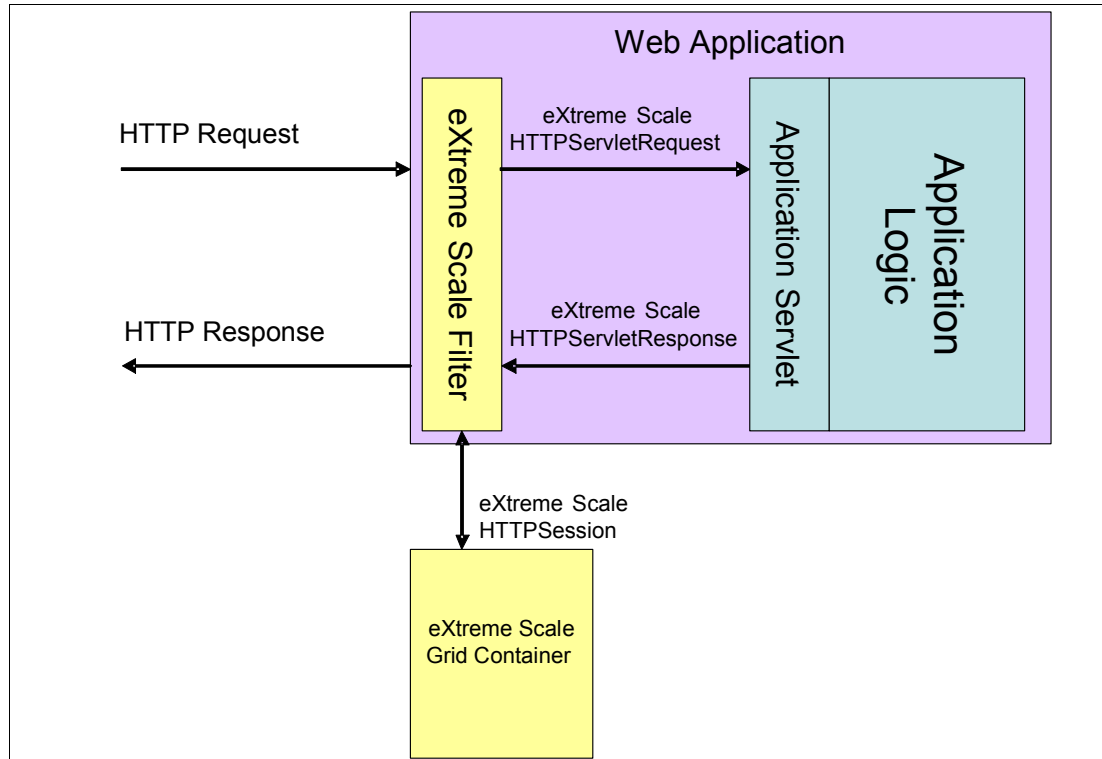 Web Application
HTTP Request
eXtreme Scale Filter
eXtreme Scale
HTTPServletRequest
Application Servlet
Application
Logic
HTTP Response
eXtreme Scale
HTTPServletResponse
eXtreme Scale
HTTPSession
eXtreme Scale
Grid Container